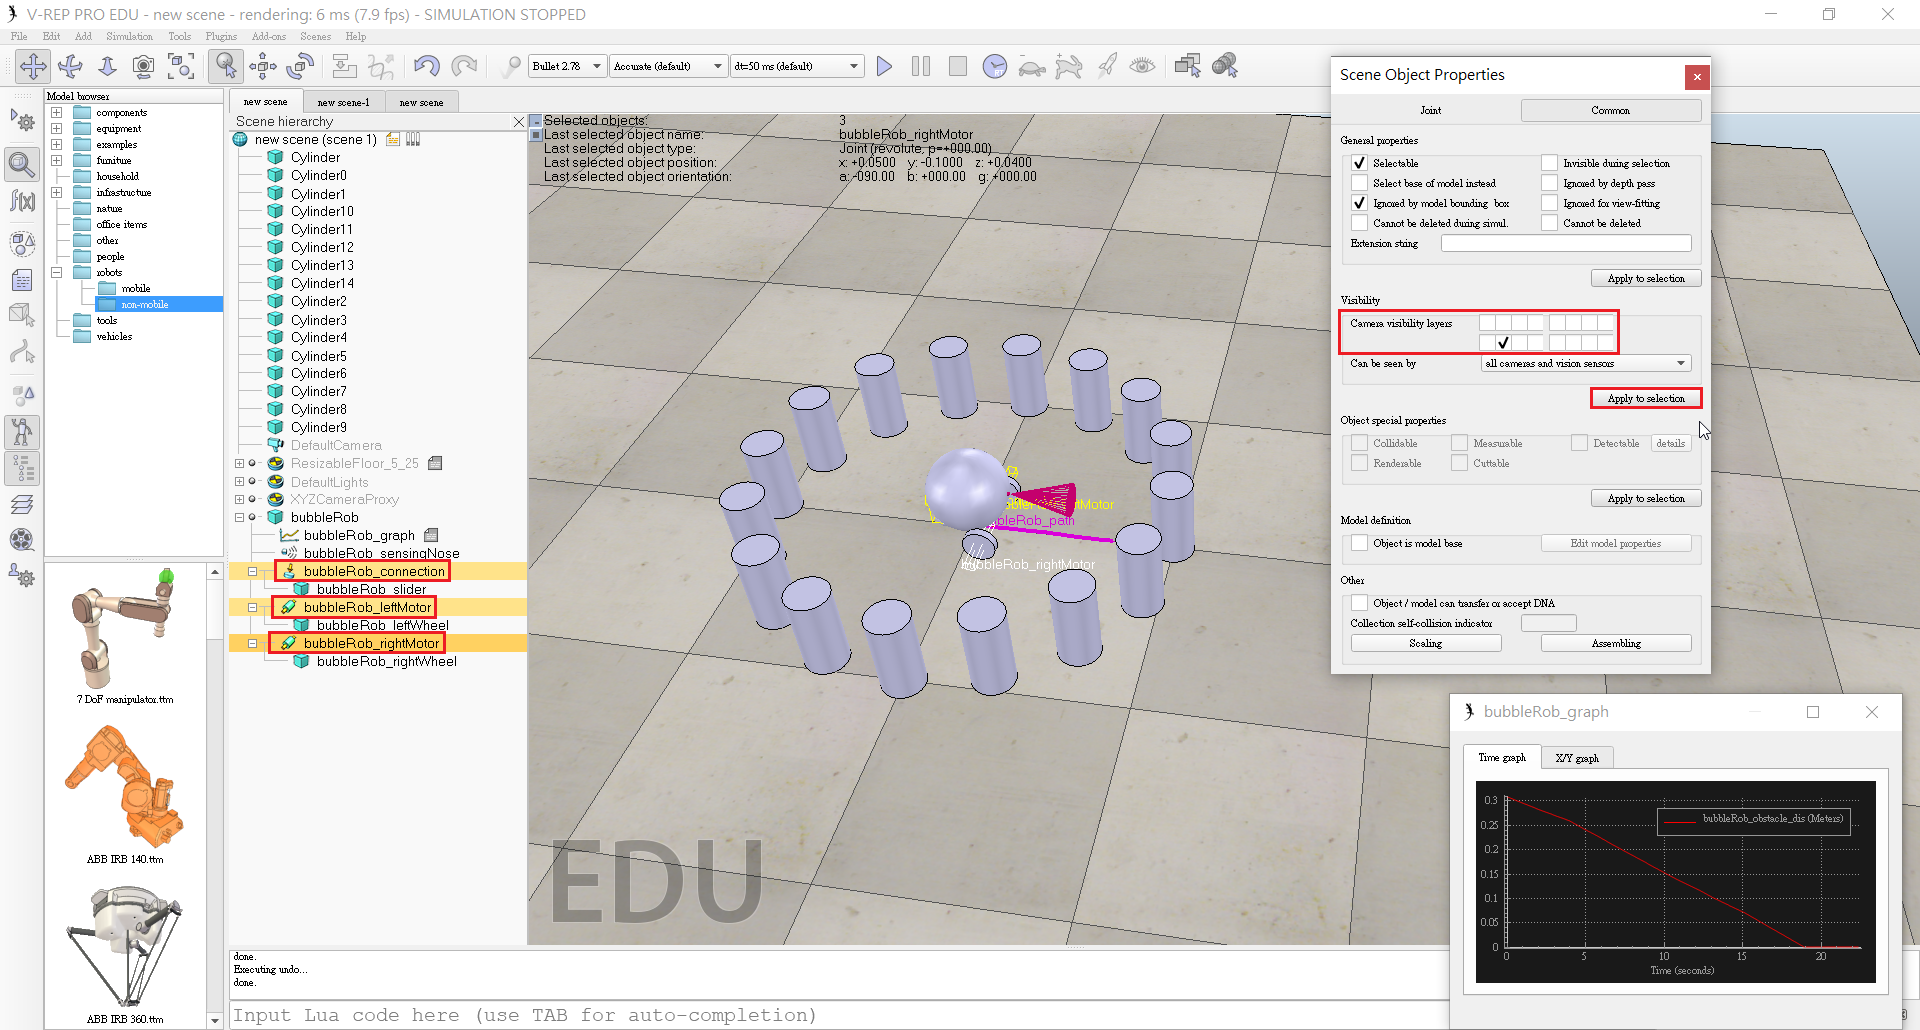 V-REP PRO EDU - new scene - rendering: 6 ms (7.9 fps) - SIMULATION STOPPED
File Edit Add Simulation Tools Plugins Add-ons Scenes Help
Bullet 2.78 Accurate (default) dt=50 ms (default)
Model browser
components
equipment
examples
furniture
household
infrastructure
nature
office items
other
people
robots
mobile
non-mobile
tools
vehicles
7 DoF manipulator.ttm
ABB IRB 140.ttm
ABB IRB 360.ttm
new scene new scene-1 new scene
Scene hierarchy
new scene (scene 1)
Cylinder
Cylinder0
Cylinder1
Cylinder10
Cylinder11
Cylinder12
Cylinder13
Cylinder14
Cylinder2
Cylinder3
Cylinder4
Cylinder5
Cylinder6
Cylinder7
Cylinder8
Cylinder9
DefaultCamera
ResizableFloor_5_25
DefaultLights
XYZCameraProxy
bubbleRob
bubbleRob_graph
bubbleRob_sensingNose
bubbleRob_connection
bubbleRob_slider
bubbleRob_leftMotor
bubbleRob_leftWheel
bubbleRob_rightMotor
bubbleRob_rightWheel
Selected objects: 3
Last selected object name: bubbleRob_rightMotor
Last selected object type: Joint (revolute, p=+000.00)
Last selected object position: x: +0.0500 y: -0.1000 z: +0.0400
Last selected object orientation: a: -090.00 b: +000.00 g: +000.00
bleRob_path
bubbleRob_rightMotor
EDU
done.
Executing undo...
done.
Input Lua code here (use TAB for auto-completion)
Scene Object Properties
Joint Common
General properties
Selectable Invisible during selection
Select base of model instead Ignored by depth pass
Ignored by model bounding box Ignored for view-fitting
Cannot be deleted during simul. Cannot be deleted
Extension string
Apply to selection
Visibility
Camera visibility layers
Can be seen by all cameras and vision sensors
Apply to selection
Object special properties
Collidable Measurable Detectable details
Renderable Cuttable
Apply to selection
Model definition
Object is model base Edit model properties
Other
Object / model can transfer or accept DNA
Collection self-collision indicator
Scaling Assembling
bubbleRob_graph
Time graph X/Y graph
bubbleRob_obstacle_dis (Meters)
0.3
0.25
0.2
0.15
0.1
0.05
0
0 5 10 15 20
Time (seconds)